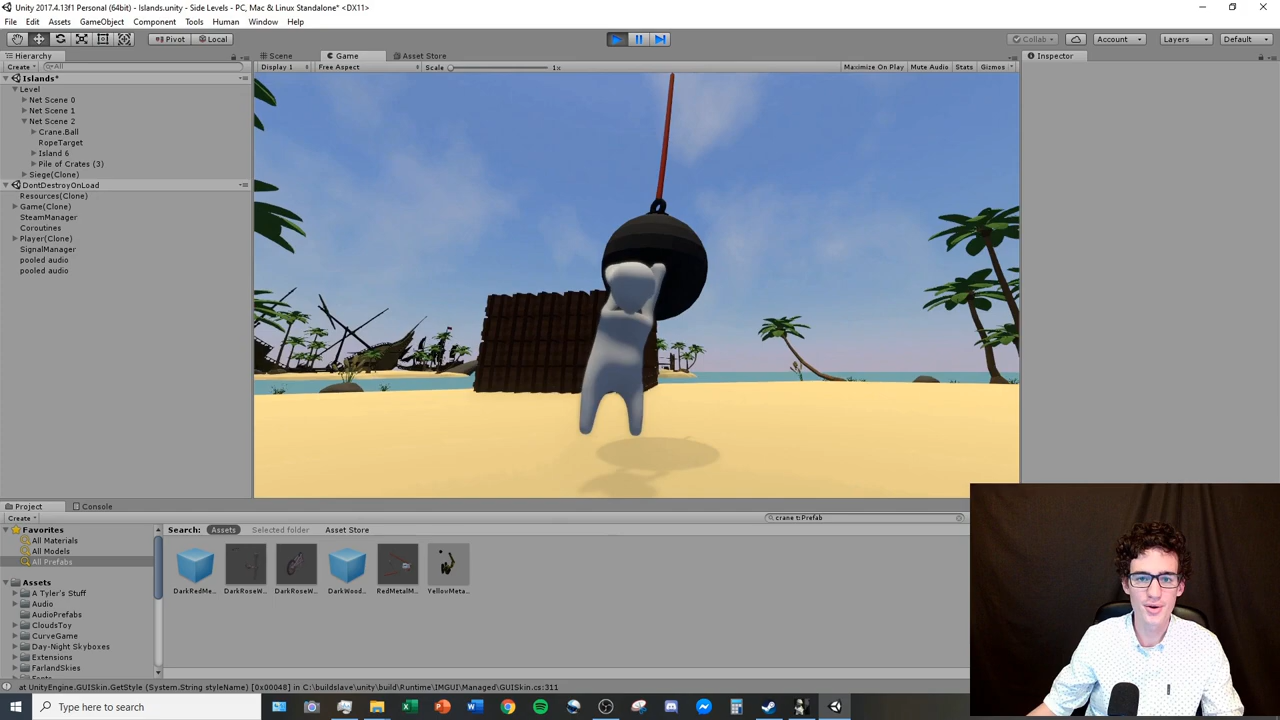 Unity 2017.4.13f1 Personal (64bit) - Islands.unity - Side Levels - PC, Mac & Linux Standalone* <DX11>
File Edit Assets GameObject Component Tools Human Window Help
Pivot Local Collab Account Layers Default
Hierarchy Scene Game Asset Store Inspector
Create All Display 1 Free Aspect Scale 1x Maximize On Play Mute Audio Stats Gizmos
Islands*
Level
Net Scene 0
Net Scene 1
Net Scene 2
Crane.Ball
RopeTarget
Island 6
Pile of Crates (3)
Siege(Clone)
DontDestroyOnLoad
Resources(Clone)
Game(Clone)
SteamManager
Coroutines
Player(Clone)
SignalManager
pooled audio
pooled audio
Project Console
Create crane t:Prefab
Favorites Search: Assets Selected folder Asset Store
All Materials
All Models
All Prefabs
Assets
A Tyler's Stuff
Audio
AudioPrefabs
CloudsToy
CurveGame
Day-Night Skyboxes
Extensions
FarlandSkies
DarkRedMe... DarkRoseW... DarkRoseW... DarkWood... RedMetalM... YellowMeta...
at UnityEngine.GUISkin.GetStyle (System.String styleName) [0x00048] in C:\buildslave\unity\build\Runtime\IMGUI\Managed\GUISkin.cs:311
Type here to search